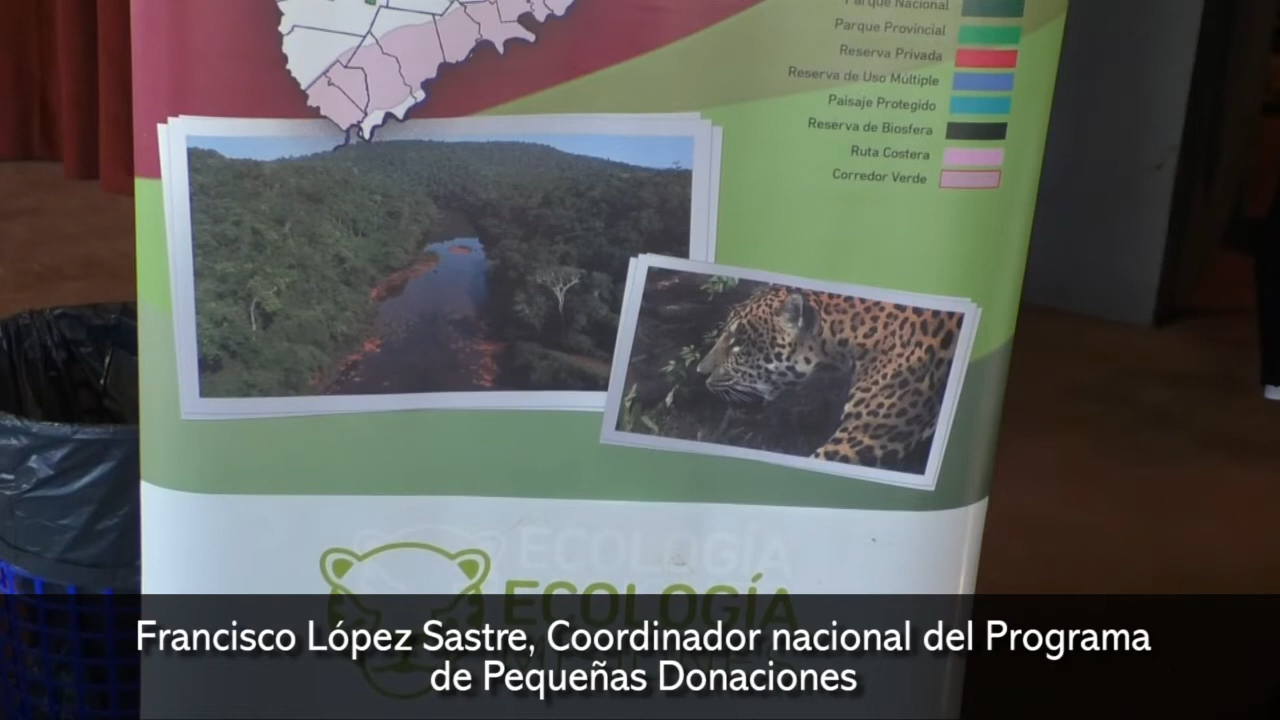 Parque Nacional
Parque Provincial
Reserva Privada
Reserva de Uso Múltiple
Paisaje Protegido
Reserva de Biosfera
Ruta Costera
Corredor Verde
ECOLOGÍA
ECOLOGÍA
Francisco López Sastre, Coordinador nacional del Programa
de Pequeñas Donaciones